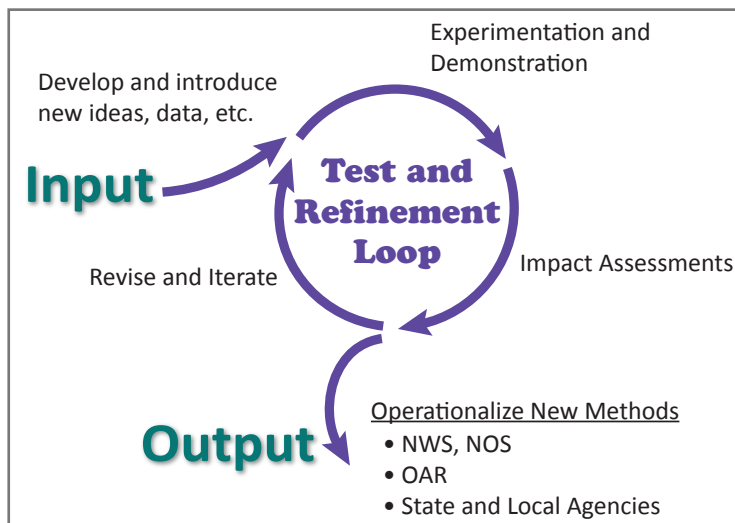 Experimentation and
Demonstration
Develop and introduce
new ideas, data, etc.
Input
Test and
Refinement
Loop
Revise and Iterate
Impact Assessments
Output
Operationalize New Methods
• NWS, NOS
• OAR
• State and Local Agencies